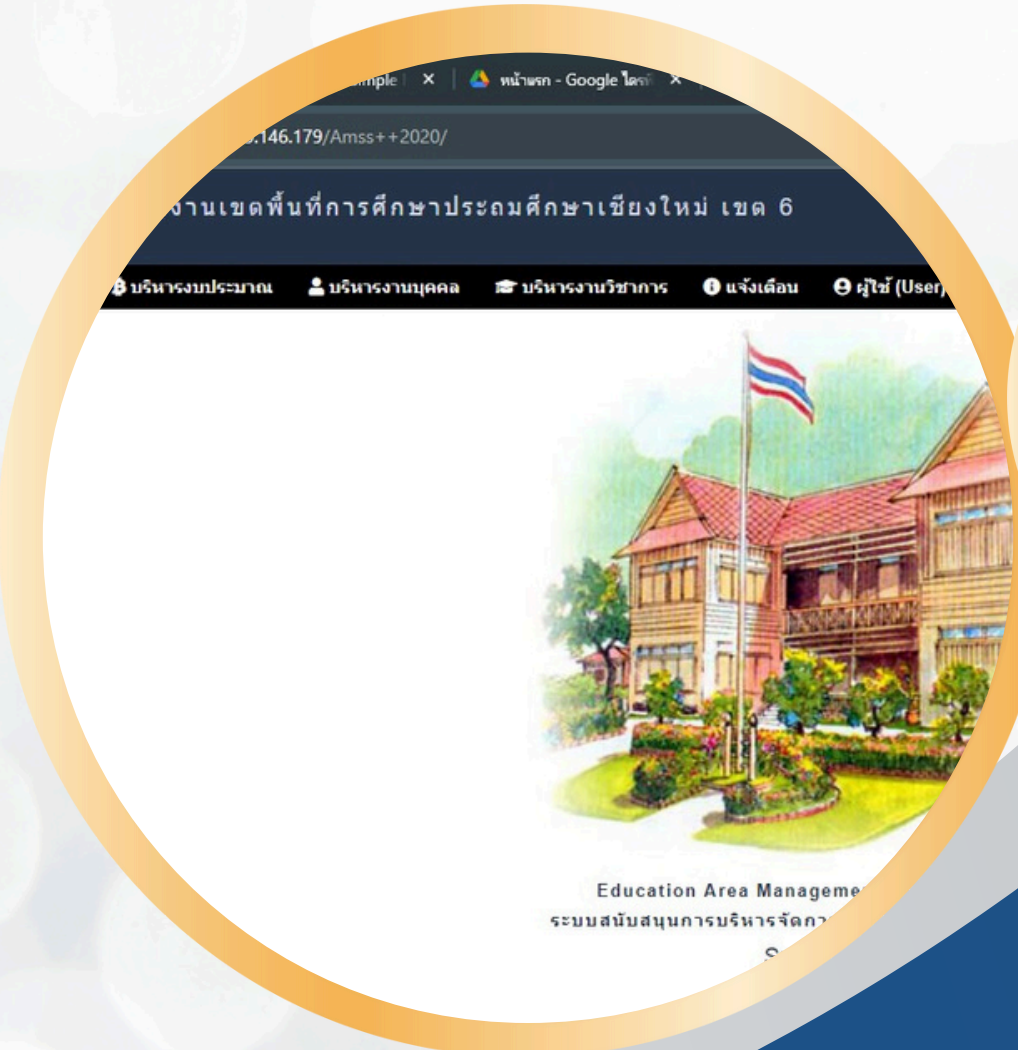 mple × หน้าแรก - Google ไดรฟ์ ×
.146.179/Amss++2020/
งานเขตพื้นที่การศึกษาประถมศึกษาเชียงใหม่ เขต 6
บริหารงบประมาณ บริหารงานบุคคล บริหารงานวิชาการ แจ้งเตือน ผู้ใช้ (User)
Education Area Manageme
ระบบสนับสนุนการบริหารจัดกา
S